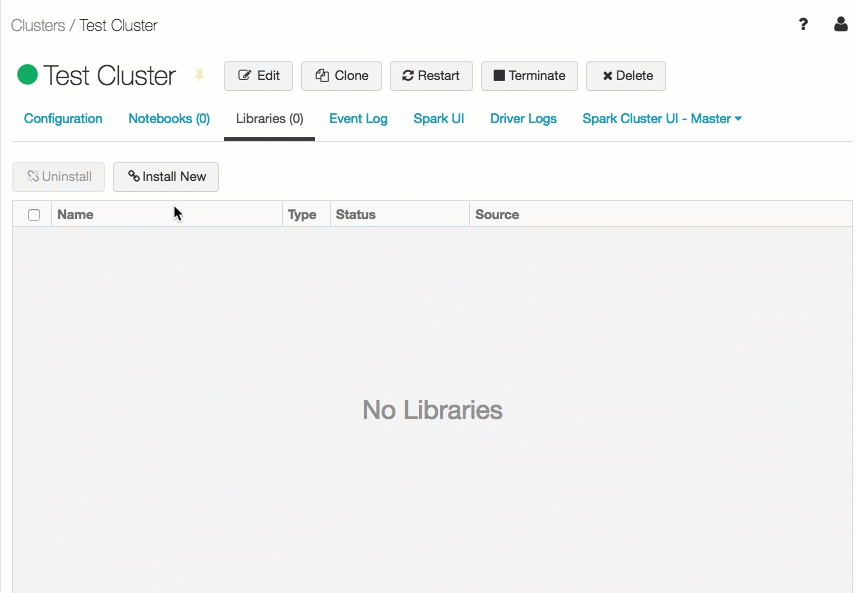 Clusters / Test Cluster
?
Test Cluster Edit Clone Restart Terminate Delete
Configuration Notebooks (0) Libraries (0) Event Log Spark UI Driver Logs Spark Cluster UI - Master
Uninstall Install New
Name Type Status Source
No Libraries